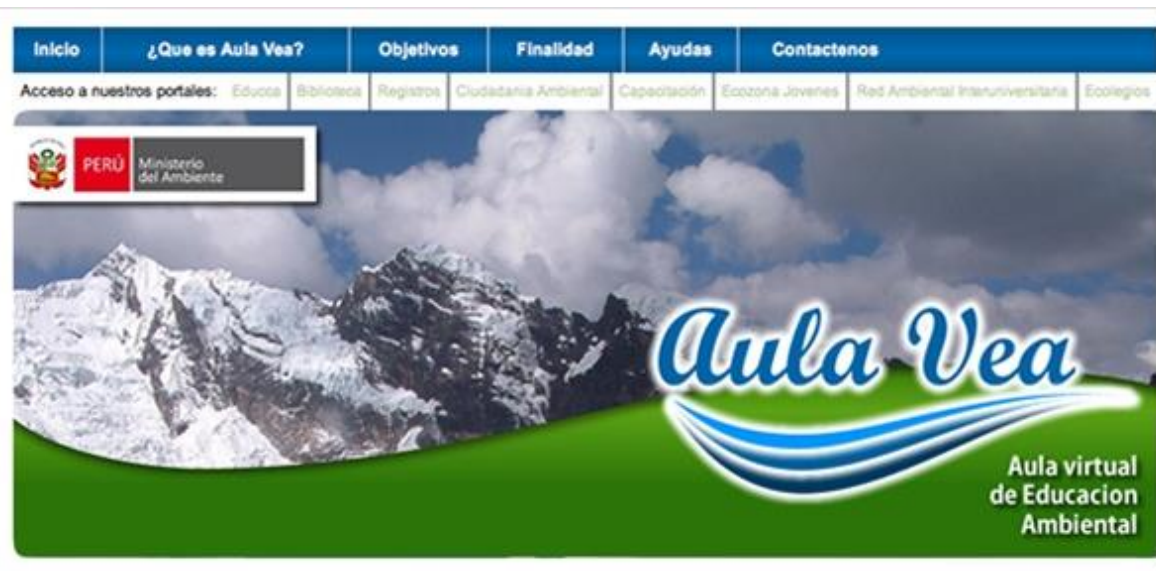 Inicio ¿Que es Aula Vea? Objetivos Finalidad Ayudas Contactenos
Acceso a nuestros portales: Educca Biblioteca Registros Ciudadania Ambiental Capacitación Ecozona Jovenes Red Ambiental Interuniversitaria Ecolegios
PERÚ Ministerio
del Ambiente
Aula Vea
Aula virtual
de Educacion
Ambiental